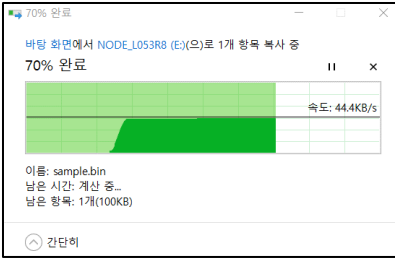 70% 완료
바탕 화면에서 NODE_L053R8 (E:)(으)로 1개 항목 복사 중
70% 완료
속도: 44.4KB/s
이름: sample.bin
남은 시간: 계산 중...
남은 항목: 1개(100KB)
간단히